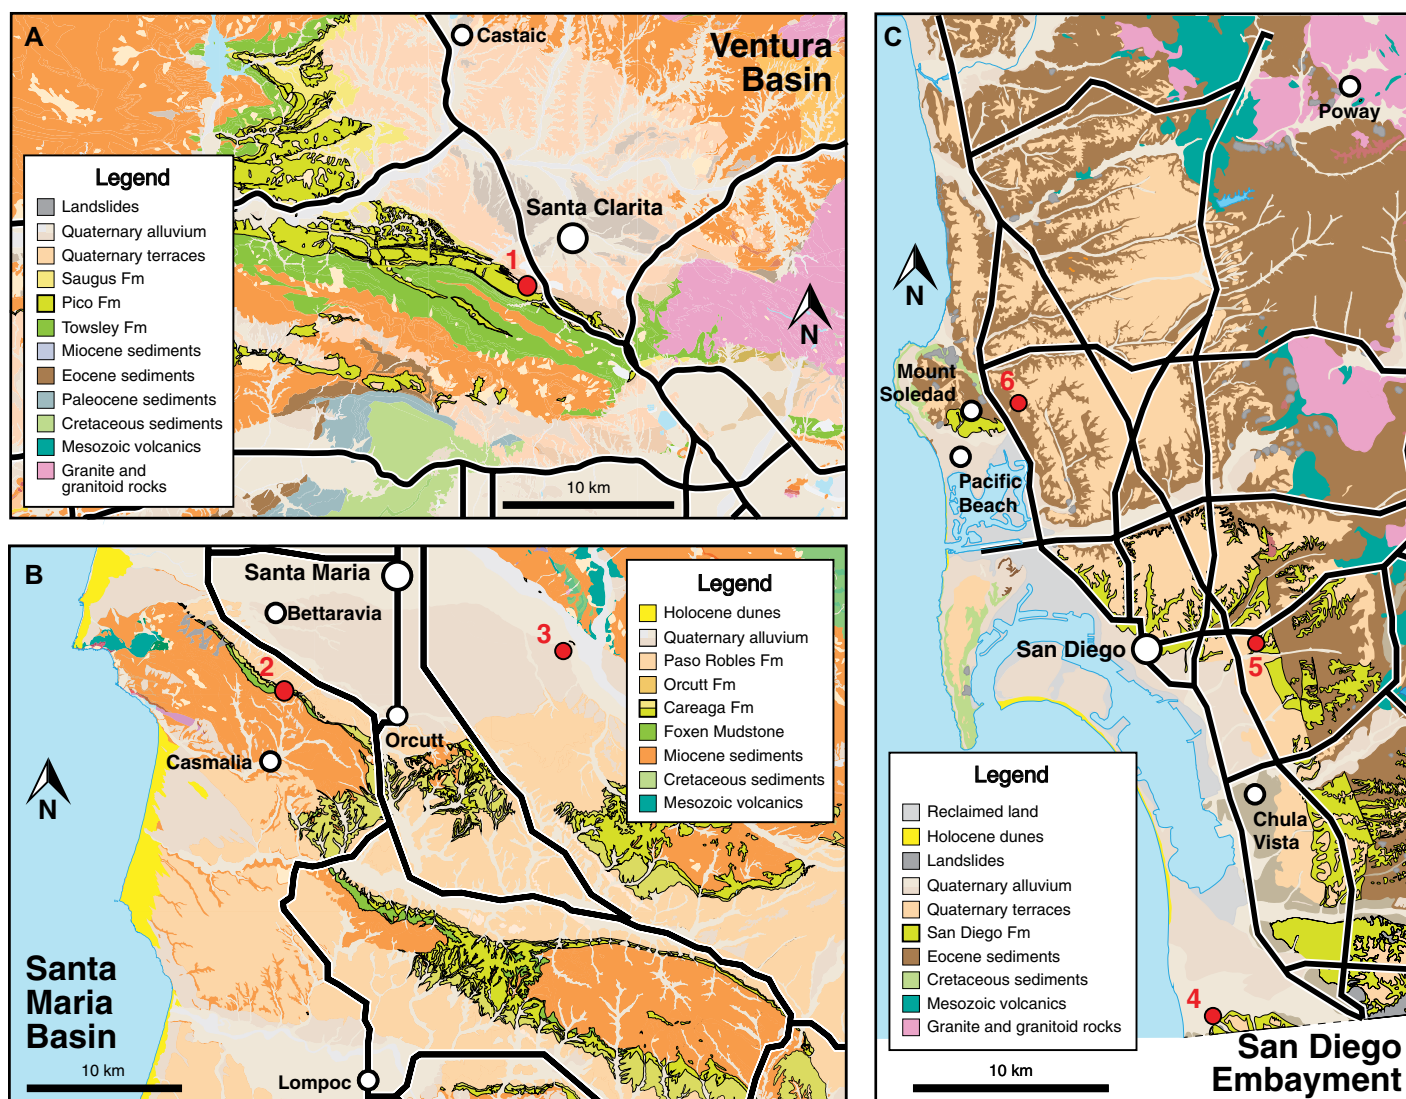 A
Castaic
Ventura
Basin
Santa Clarita
1
N
Legend
Landslides
Quaternary alluvium
Quaternary terraces
Saugus Fm
Pico Fm
Towsley Fm
Miocene sediments
Eocene sediments
Paleocene sediments
Cretaceous sediments
Mesozoic volcanics
Granite and
granitoid rocks
10 km
B
Santa Maria
Bettaravia
2
3
Orcutt
Casmalia
N
Legend
Holocene dunes
Quaternary alluvium
Paso Robles Fm
Orcutt Fm
Careaga Fm
Foxen Mudstone
Miocene sediments
Cretaceous sediments
Mesozoic volcanics
Santa
Maria
Basin
10 km
Lompoc
C
Poway
N
Mount
Soledad
6
Pacific
Beach
San Diego
5
Chula
Vista
4
Legend
Reclaimed land
Holocene dunes
Landslides
Quaternary alluvium
Quaternary terraces
San Diego Fm
Eocene sediments
Cretaceous sediments
Mesozoic volcanics
Granite and granitoid rocks
10 km
San Diego
Embayment